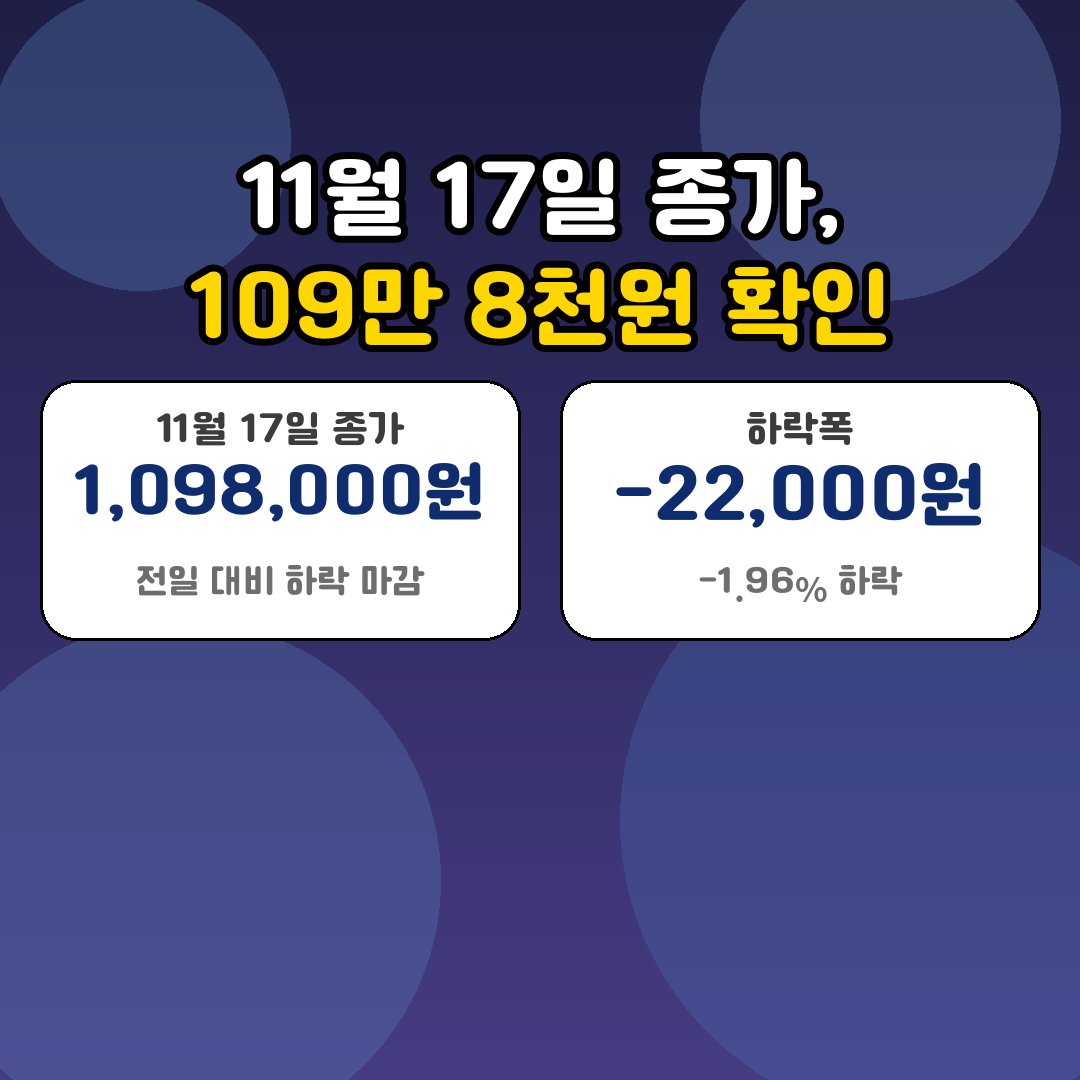 11월 17일 종가,
109만 8천원 확인
11월 17일 종가
1,098,000원
전일 대비 하락 마감
하락폭
-22,000원
-1.96% 하락